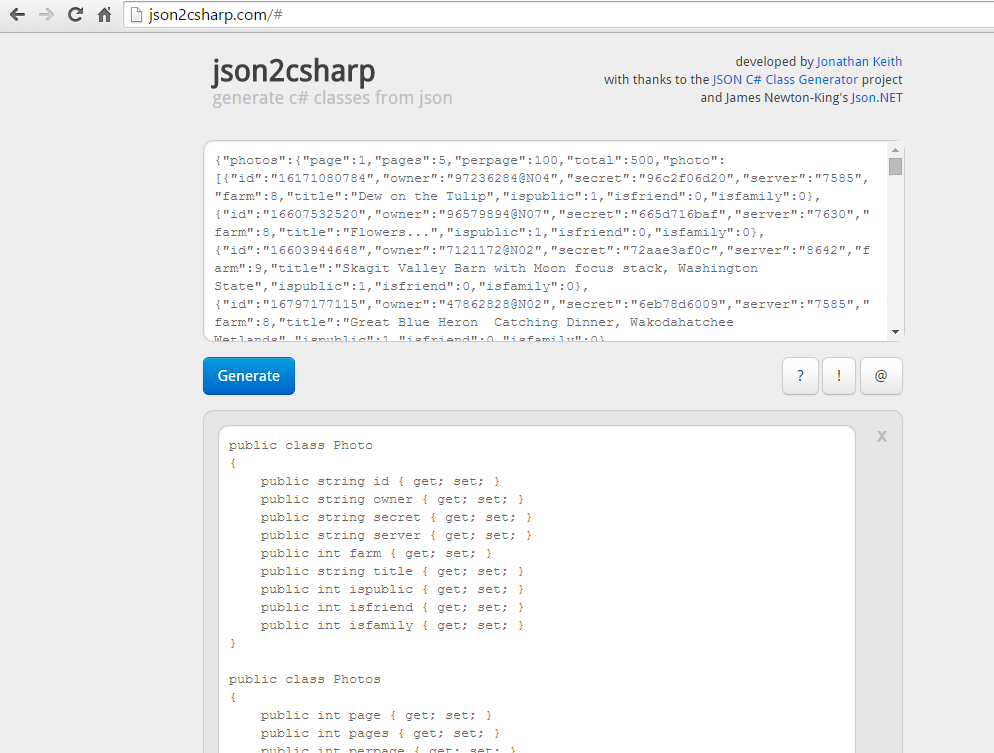 json2csharp.com/#
json2csharp
generate c# classes from json
developed by Jonathan Keith
with thanks to the JSON C# Class Generator project
and James Newton-King's Json.NET
{"photos":{"page":1,"pages":5,"perpage":100,"total":500,"photo":
[{"id":"16171080784","owner":"97236284@N04","secret":"96c2f06d20","server":"7585",
"farm":8,"title":"Dew on the Tulip","ispublic":1,"isfriend":0,"isfamily":0},
{"id":"16607532520","owner":"96579894@N07","secret":"665d716baf","server":"7630","
farm":8,"title":"Flowers...","ispublic":1,"isfriend":0,"isfamily":0},
{"id":"16603944648","owner":"7121172@N02","secret":"72aae3af0c","server":"8642","f
arm":9,"title":"Skagit Valley Barn with Moon focus stack, Washington
State","ispublic":1,"isfriend":0,"isfamily":0},
{"id":"16797177115","owner":"47862828@N02","secret":"6eb78d6009","server":"7585","
farm":8,"title":"Great Blue Heron  Catching Dinner, Wakodahatchee
Wetlands","ispublic":1,"isfriend":0,"isfamily":0},
Generate
? ! @
X
public class Photo
{
    public string id { get; set; }
    public string owner { get; set; }
    public string secret { get; set; }
    public string server { get; set; }
    public int farm { get; set; }
    public string title { get; set; }
    public int ispublic { get; set; }
    public int isfriend { get; set; }
    public int isfamily { get; set; }
}
public class Photos
{
    public int page { get; set; }
    public int pages { get; set; }
    public int perpage { get; set; }